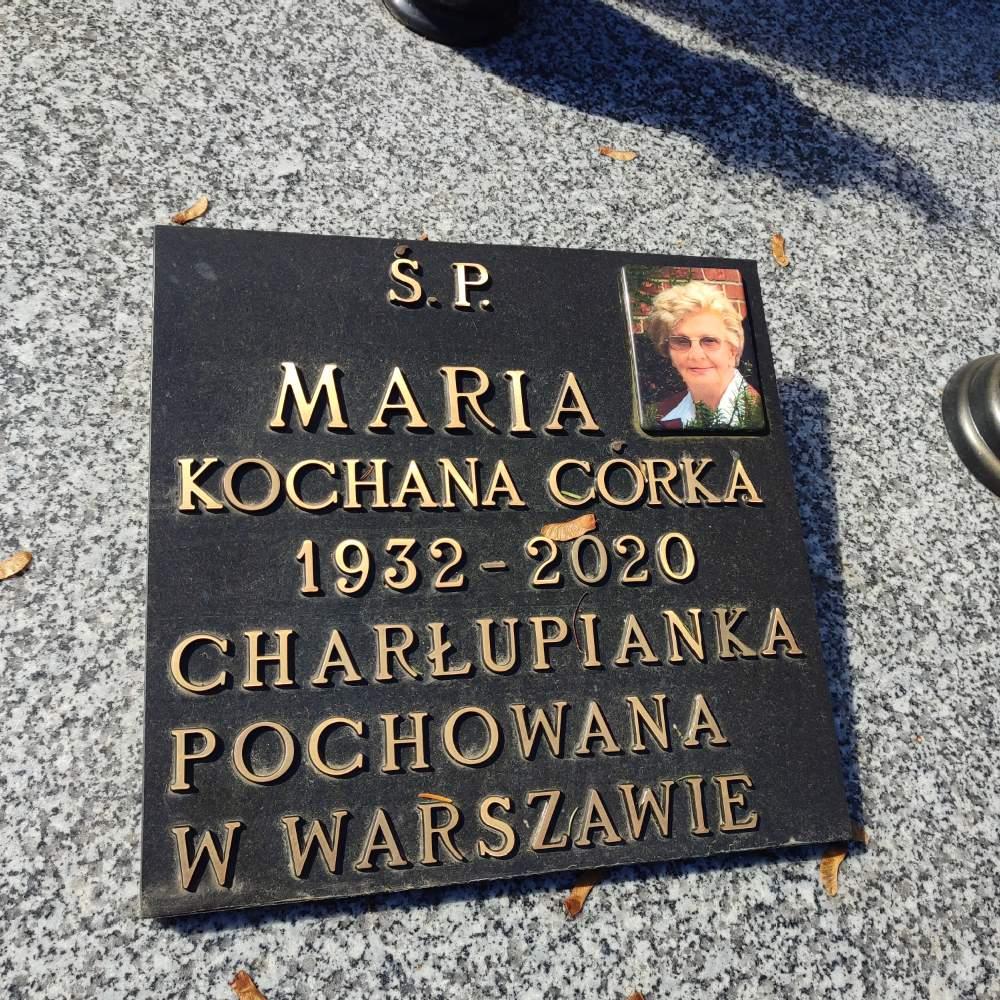 Ś.P.
MARIA
KOCHANA CÓRKA
1932-2020
CHARŁUPIANKA
POCHOWANA
W WARSZAWIE